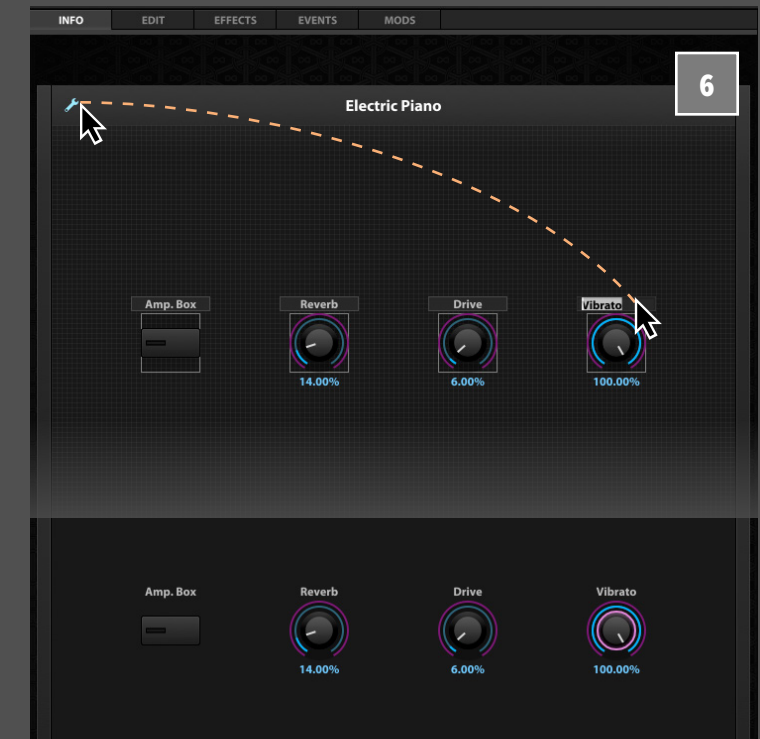 INFO EDIT EFFECTS EVENTS MODS
6
Electric Piano
Amp. Box Reverb Drive Vibrato
14.00% 6.00% 100.00%
Amp. Box Reverb Drive Vibrato
14.00% 6.00% 100.00%